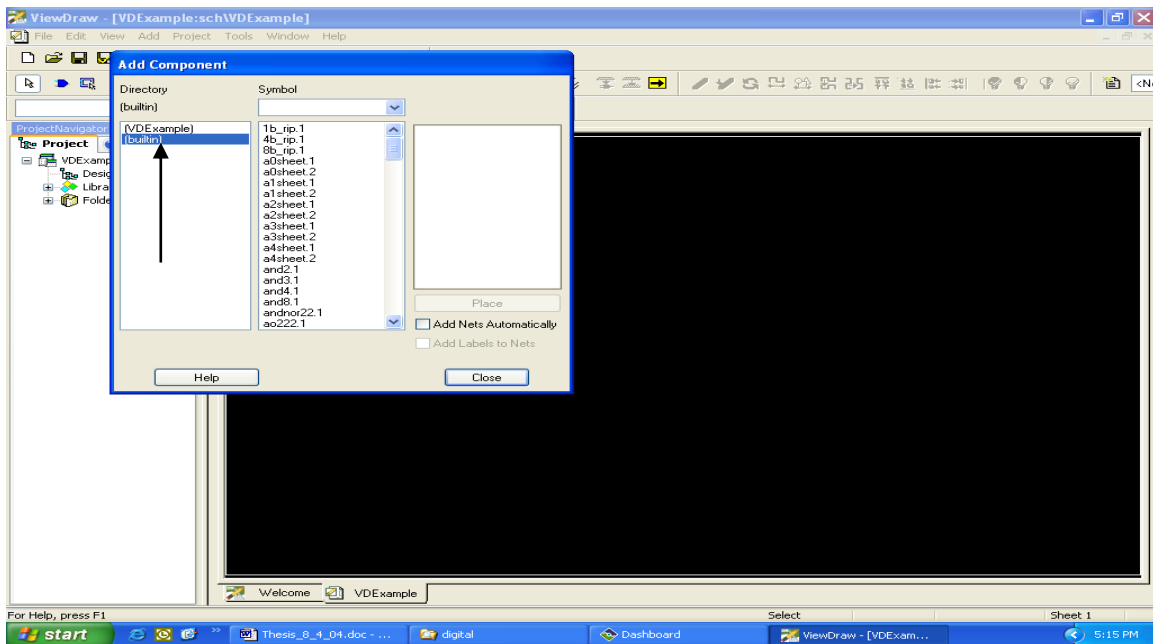 ViewDraw - [VDExample:sch\VDExample]
File Edit View Add Project Tools Window Help
Add Component
Directory Symbol
(builtin)
ProjectNavigator
Project
VDExamp
Desig
Libra
Folde
(VDExample)
(builtin)
1b_rip.1
4b_rip.1
8b_rip.1
a0sheet.1
a0sheet.2
a1sheet.1
a1sheet.2
a2sheet.1
a2sheet.2
a3sheet.1
a3sheet.2
a4sheet.1
a4sheet.2
and2.1
and3.1
and4.1
and8.1
andnor22.1
ao222.1
Place
Add Nets Automatically
Add Labels to Nets
Help Close
<N
Welcome VDExample
For Help, press F1 Select Sheet 1
start Thesis_8_4_04.doc - ... digital Dashboard ViewDraw - [VDExam... 5:15 PM